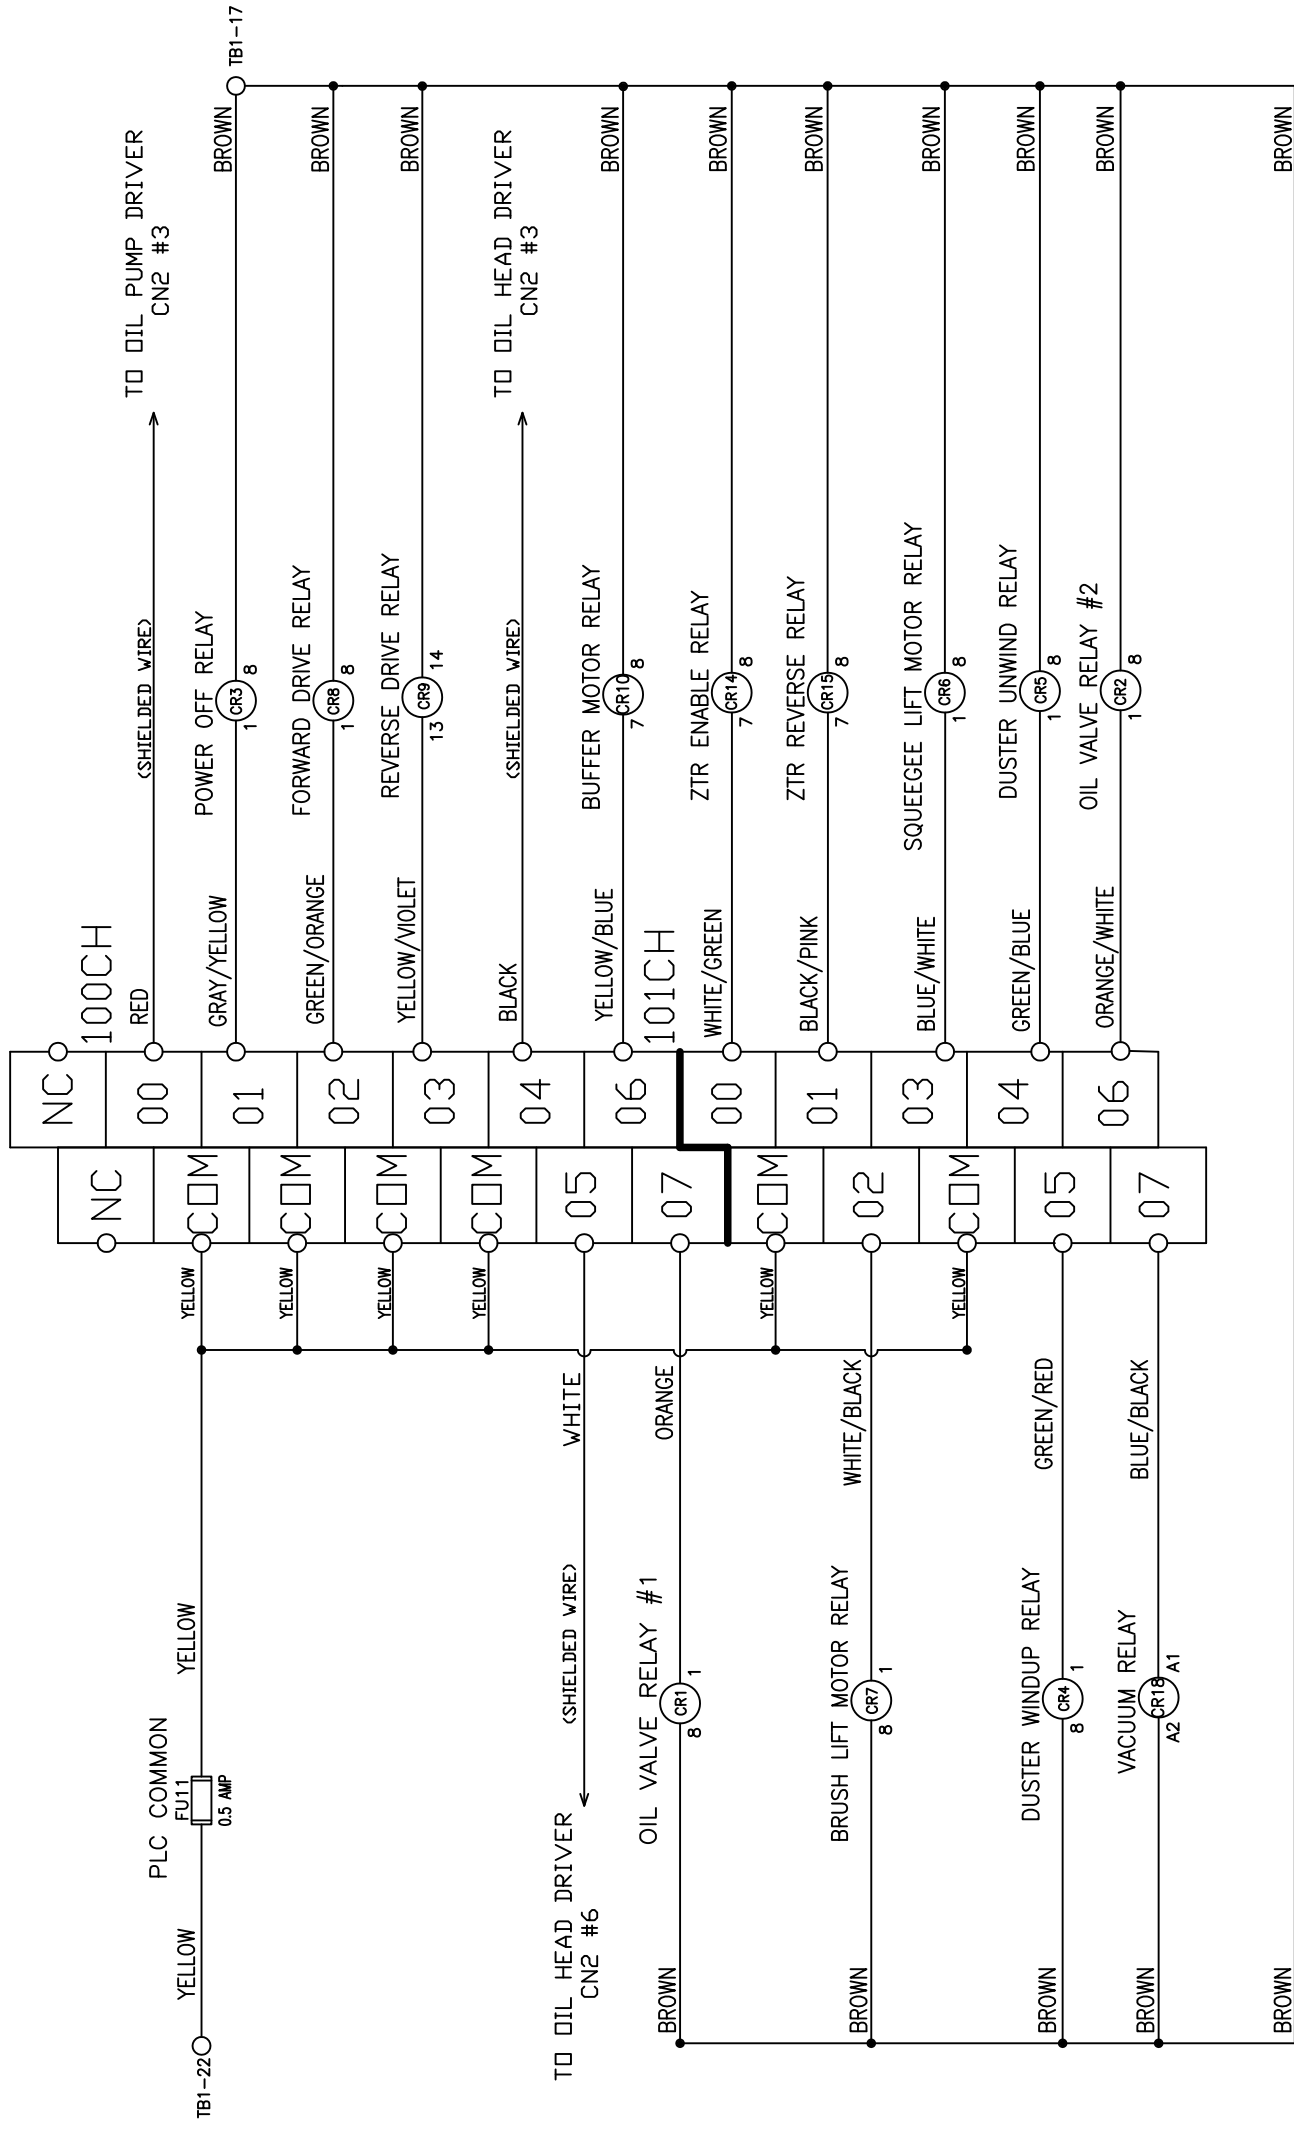 TB1-22
YELLOW
PLC COMMON
FU11
0.5 AMP
YELLOW
YELLOW
YELLOW
YELLOW
YELLOW
YELLOW
YELLOW
TO OIL HEAD DRIVER
CN2 #6
(SHIELDED WIRE)
WHITE
BROWN
OIL VALVE RELAY #1
8
CR1
1
ORANGE
BROWN
BRUSH LIFT MOTOR RELAY
8
CR7
1
WHITE/BLACK
BROWN
DUSTER WINDUP RELAY
8
CR4
1
GREEN/RED
BROWN
VACUUM RELAY
A2
CR18
A1
BLUE/BLACK
BROWN
NC
COM
COM
COM
COM
05
07
COM
02
COM
05
07
NC
00
01
02
03
04
06
00
01
03
04
06
100CH
RED
(SHIELDED WIRE)
TO OIL PUMP DRIVER
CN2 #3
GRAY/YELLOW
POWER OFF RELAY
1
CR3
8
BROWN
TB1-17
GREEN/ORANGE
FORWARD DRIVE RELAY
1
CR8
8
BROWN
YELLOW/VIOLET
REVERSE DRIVE RELAY
13
CR9
14
BROWN
BLACK
(SHIELDED WIRE)
TO OIL HEAD DRIVER
CN2 #3
YELLOW/BLUE
BUFFER MOTOR RELAY
7
CR10
8
BROWN
101CH
WHITE/GREEN
ZTR ENABLE RELAY
7
CR14
8
BROWN
BLACK/PINK
ZTR REVERSE RELAY
7
CR15
8
BROWN
BLUE/WHITE
SQUEEGEE LIFT MOTOR RELAY
1
CR6
8
BROWN
GREEN/BLUE
DUSTER UNWIND RELAY
1
CR5
8
BROWN
ORANGE/WHITE
OIL VALVE RELAY #2
1
CR2
8
BROWN
BROWN